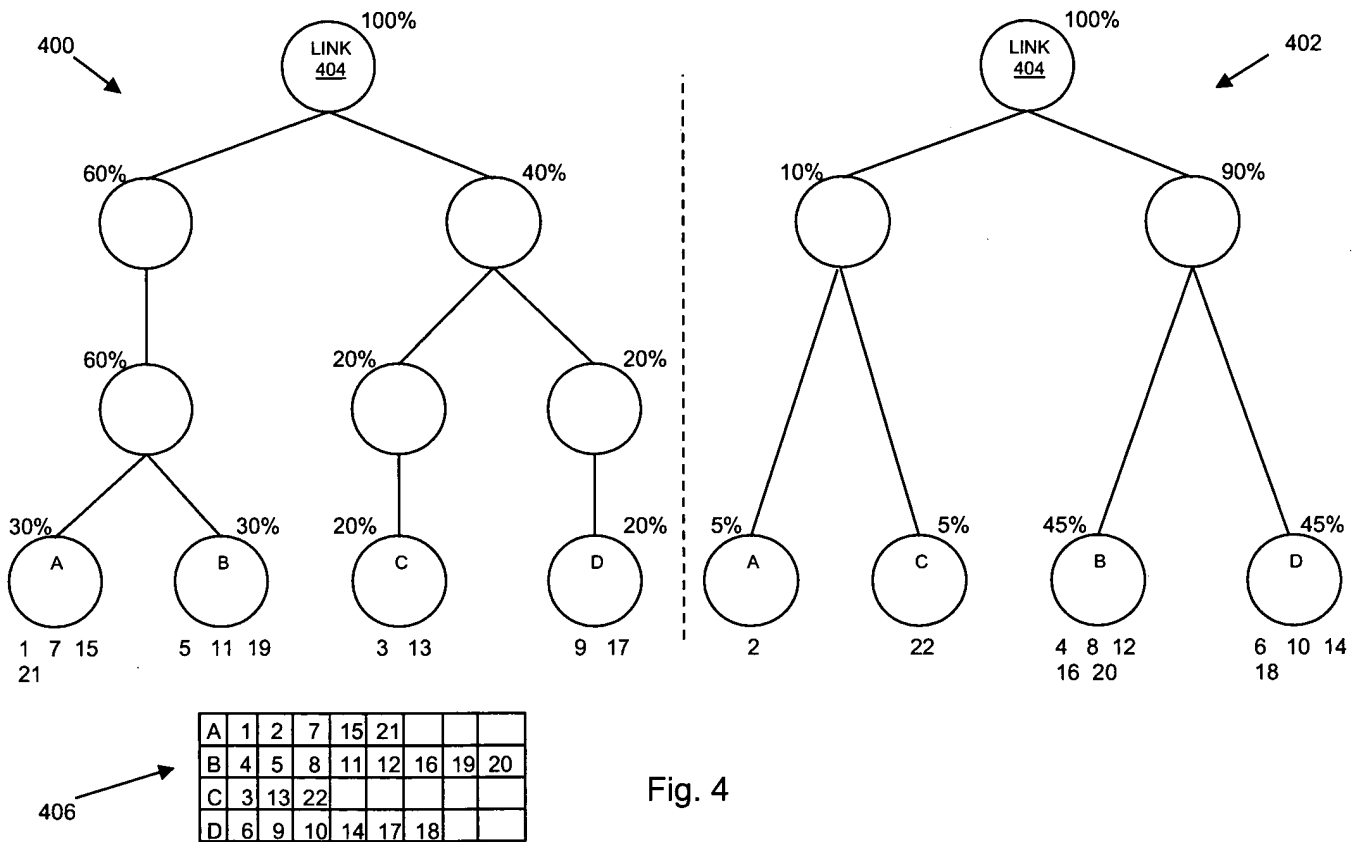 100% 100%
400 LINK LINK 402
404 404
60% 40% 10% 90%
60% 20% 20%
30% 30% 20% 20% 5% 5% 45% 45%
A B C D A C B D
1 7 15 5 11 19 3 13 9 17 2 22 4 8 12 6 10 14
21 16 20 18
A 1 2 7 15 21
B 4 5 8 11 12 16 19 20
C 3 13 22
D 6 9 10 14 17 18
406
Fig. 4